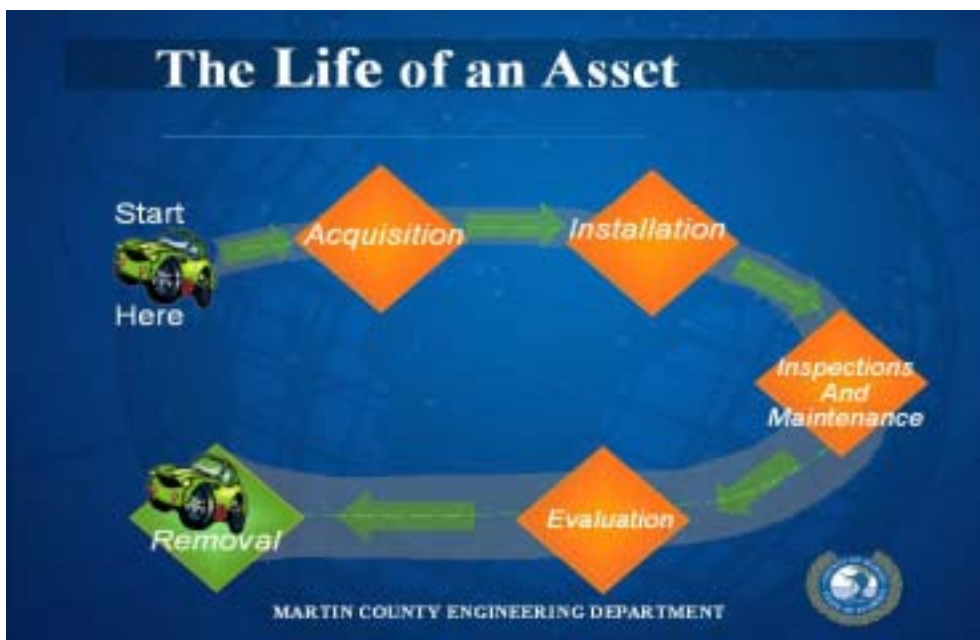 The Life of an Asset
Start
Here
Acquisition
Installation
Inspections
And
Maintenance
Evaluation
Removal
MARTIN COUNTY ENGINEERING DEPARTMENT